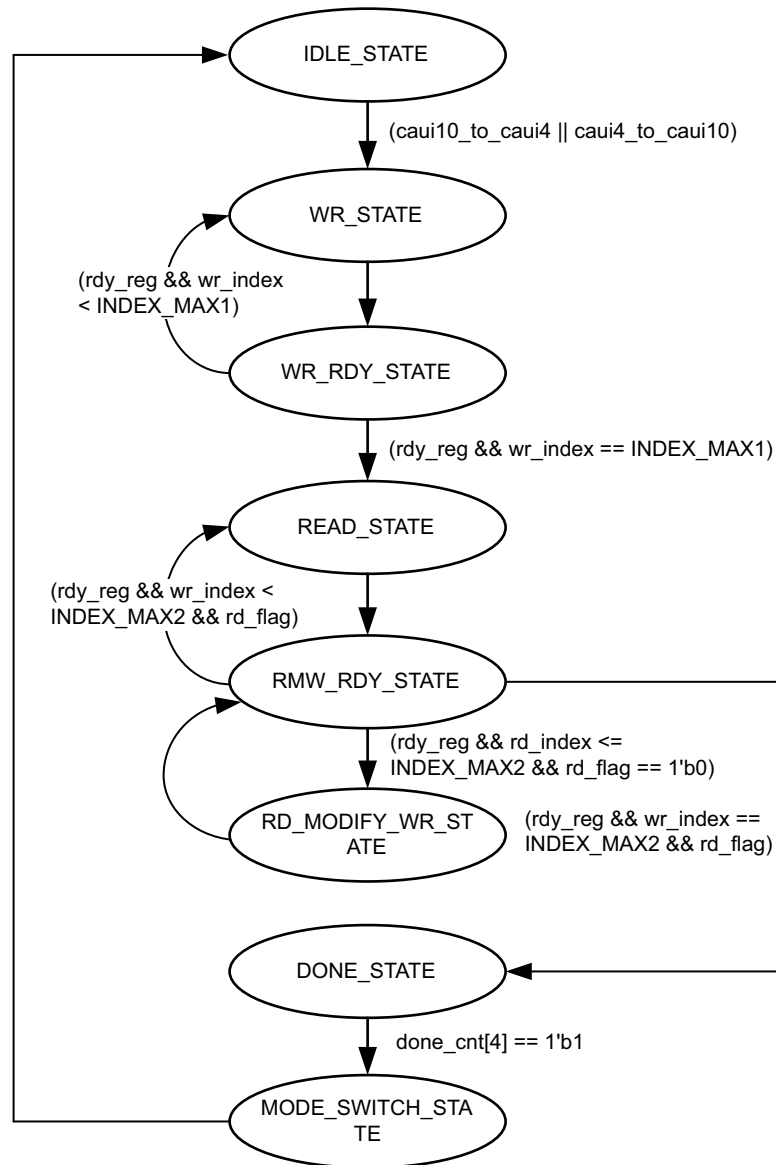 IDLE_STATE
(caui10_to_caui4 || caui4_to_caui10)
WR_STATE
(rdy_reg && wr_index
< INDEX_MAX1)
WR_RDY_STATE
(rdy_reg && wr_index == INDEX_MAX1)
READ_STATE
(rdy_reg && wr_index <
INDEX_MAX2 && rd_flag)
RMW_RDY_STATE
(rdy_reg && rd_index <=
INDEX_MAX2 && rd_flag == 1'b0)
RD_MODIFY_WR_ST
ATE
(rdy_reg && wr_index ==
INDEX_MAX2 && rd_flag)
DONE_STATE
done_cnt[4] == 1'b1
MODE_SWITCH_STA
TE